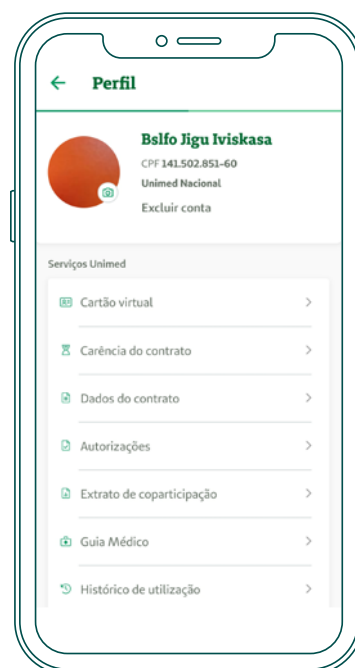 Perfil
Bslfo Jigu Iviskasa
CPF 141.502.851-60
Unimed Nacional
Excluir conta
Serviços Unimed
Cartão virtual
Carência do contrato
Dados do contrato
Autorizações
Extrato de coparticipação
Guia Médico
Histórico de utilização